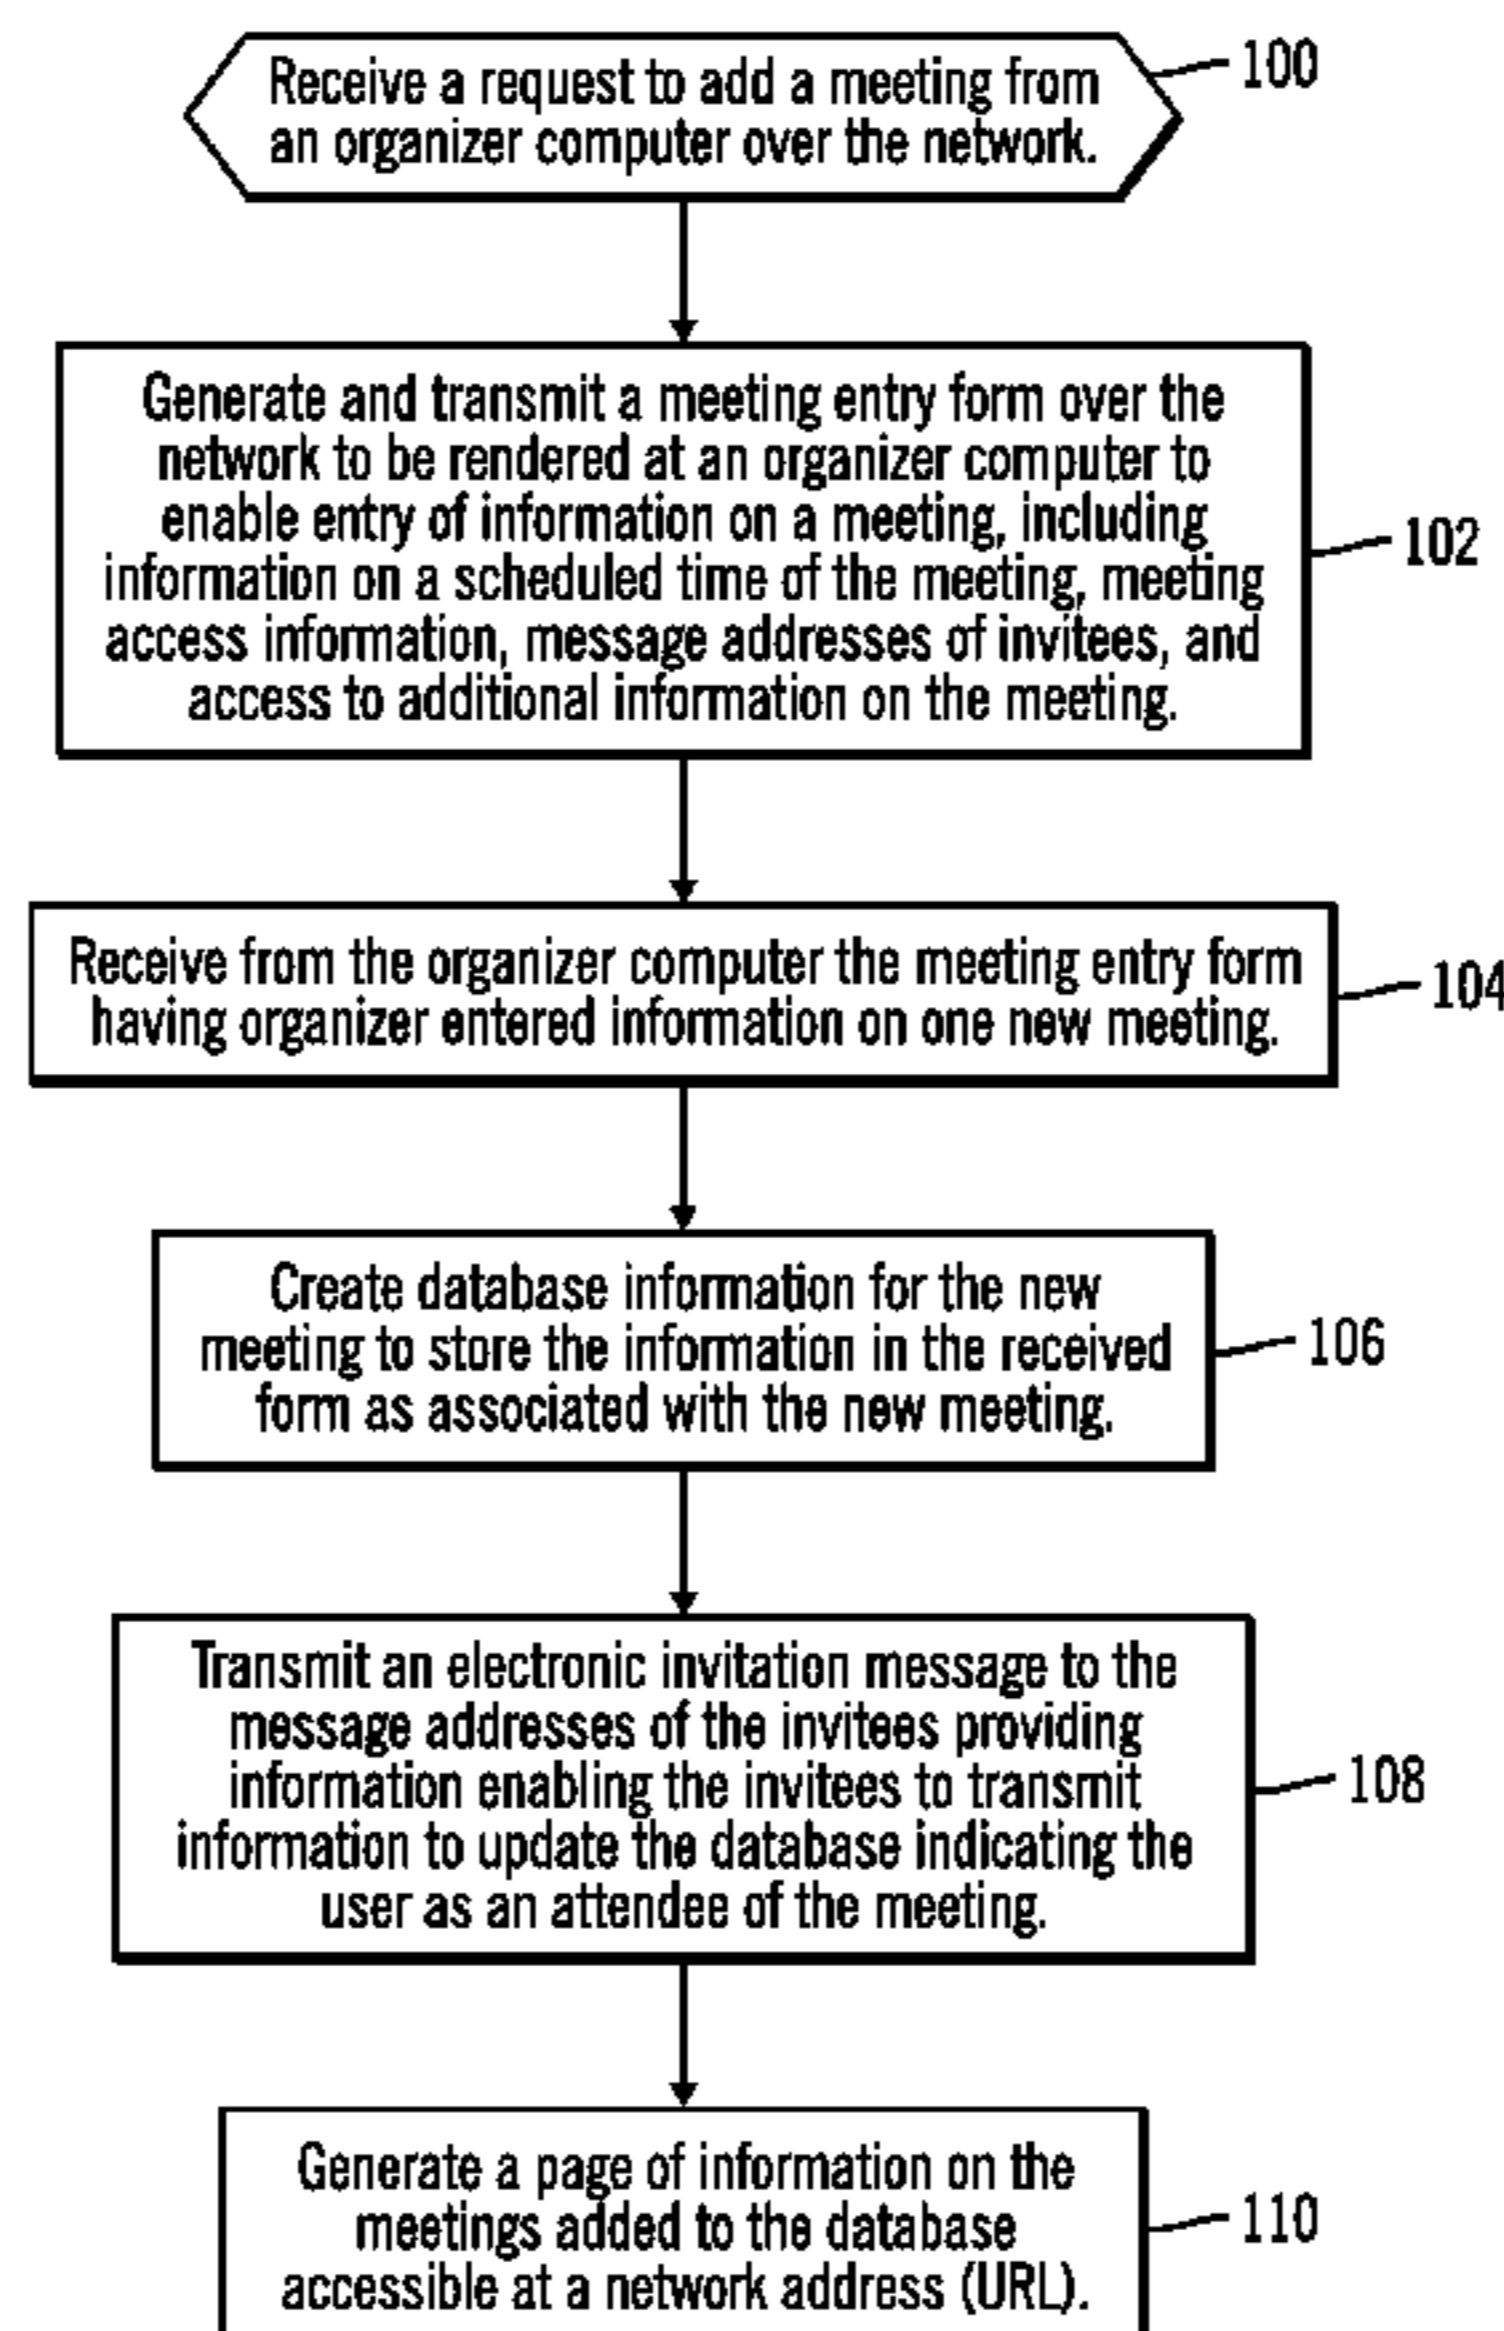 Receive a request to add a meeting from
an organizer computer over the network.
100
Generate and transmit a meeting entry form over the
network to be rendered at an organizer computer to
enable entry of information on a meeting, including
information on a scheduled time of the meeting, meeting
access information, message addresses of invitees, and
access to additional information on the meeting.
102
Receive from the organizer computer the meeting entry form
having organizer entered information on one new meeting.
104
Create database information for the new
meeting to store the information in the received
form as associated with the new meeting.
106
Transmit an electronic invitation message to the
message addresses of the invitees providing
information enabling the invitees to transmit
information to update the database indicating the
user as an attendee of the meeting.
108
Generate a page of information on the
meetings added to the database
accessible at a network address (URL).
110